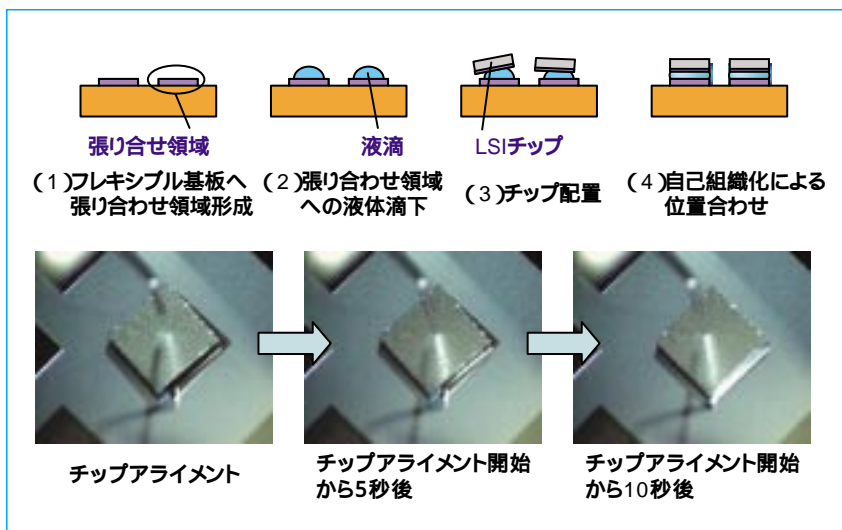 張り合せ領域
液滴
LSIチップ
(1)フレキシブル基板へ
張り合わせ領域形成
(2)張り合わせ領域
への液体滴下
(3)チップ配置
(4)自己組織化による
位置合わせ
チップアライメント
チップアライメント開始
から5秒後
チップアライメント開始
から10秒後